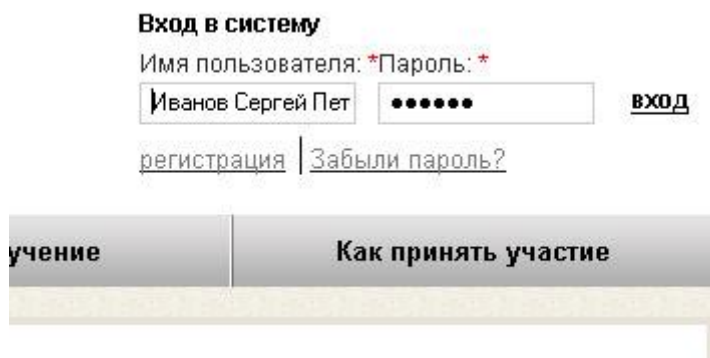 Вход в систему
Имя пользователя: *Пароль: *
Иванов Сергей Пет ●●●●●● вход
регистрация | Забыли пароль?
учение Как принять участие